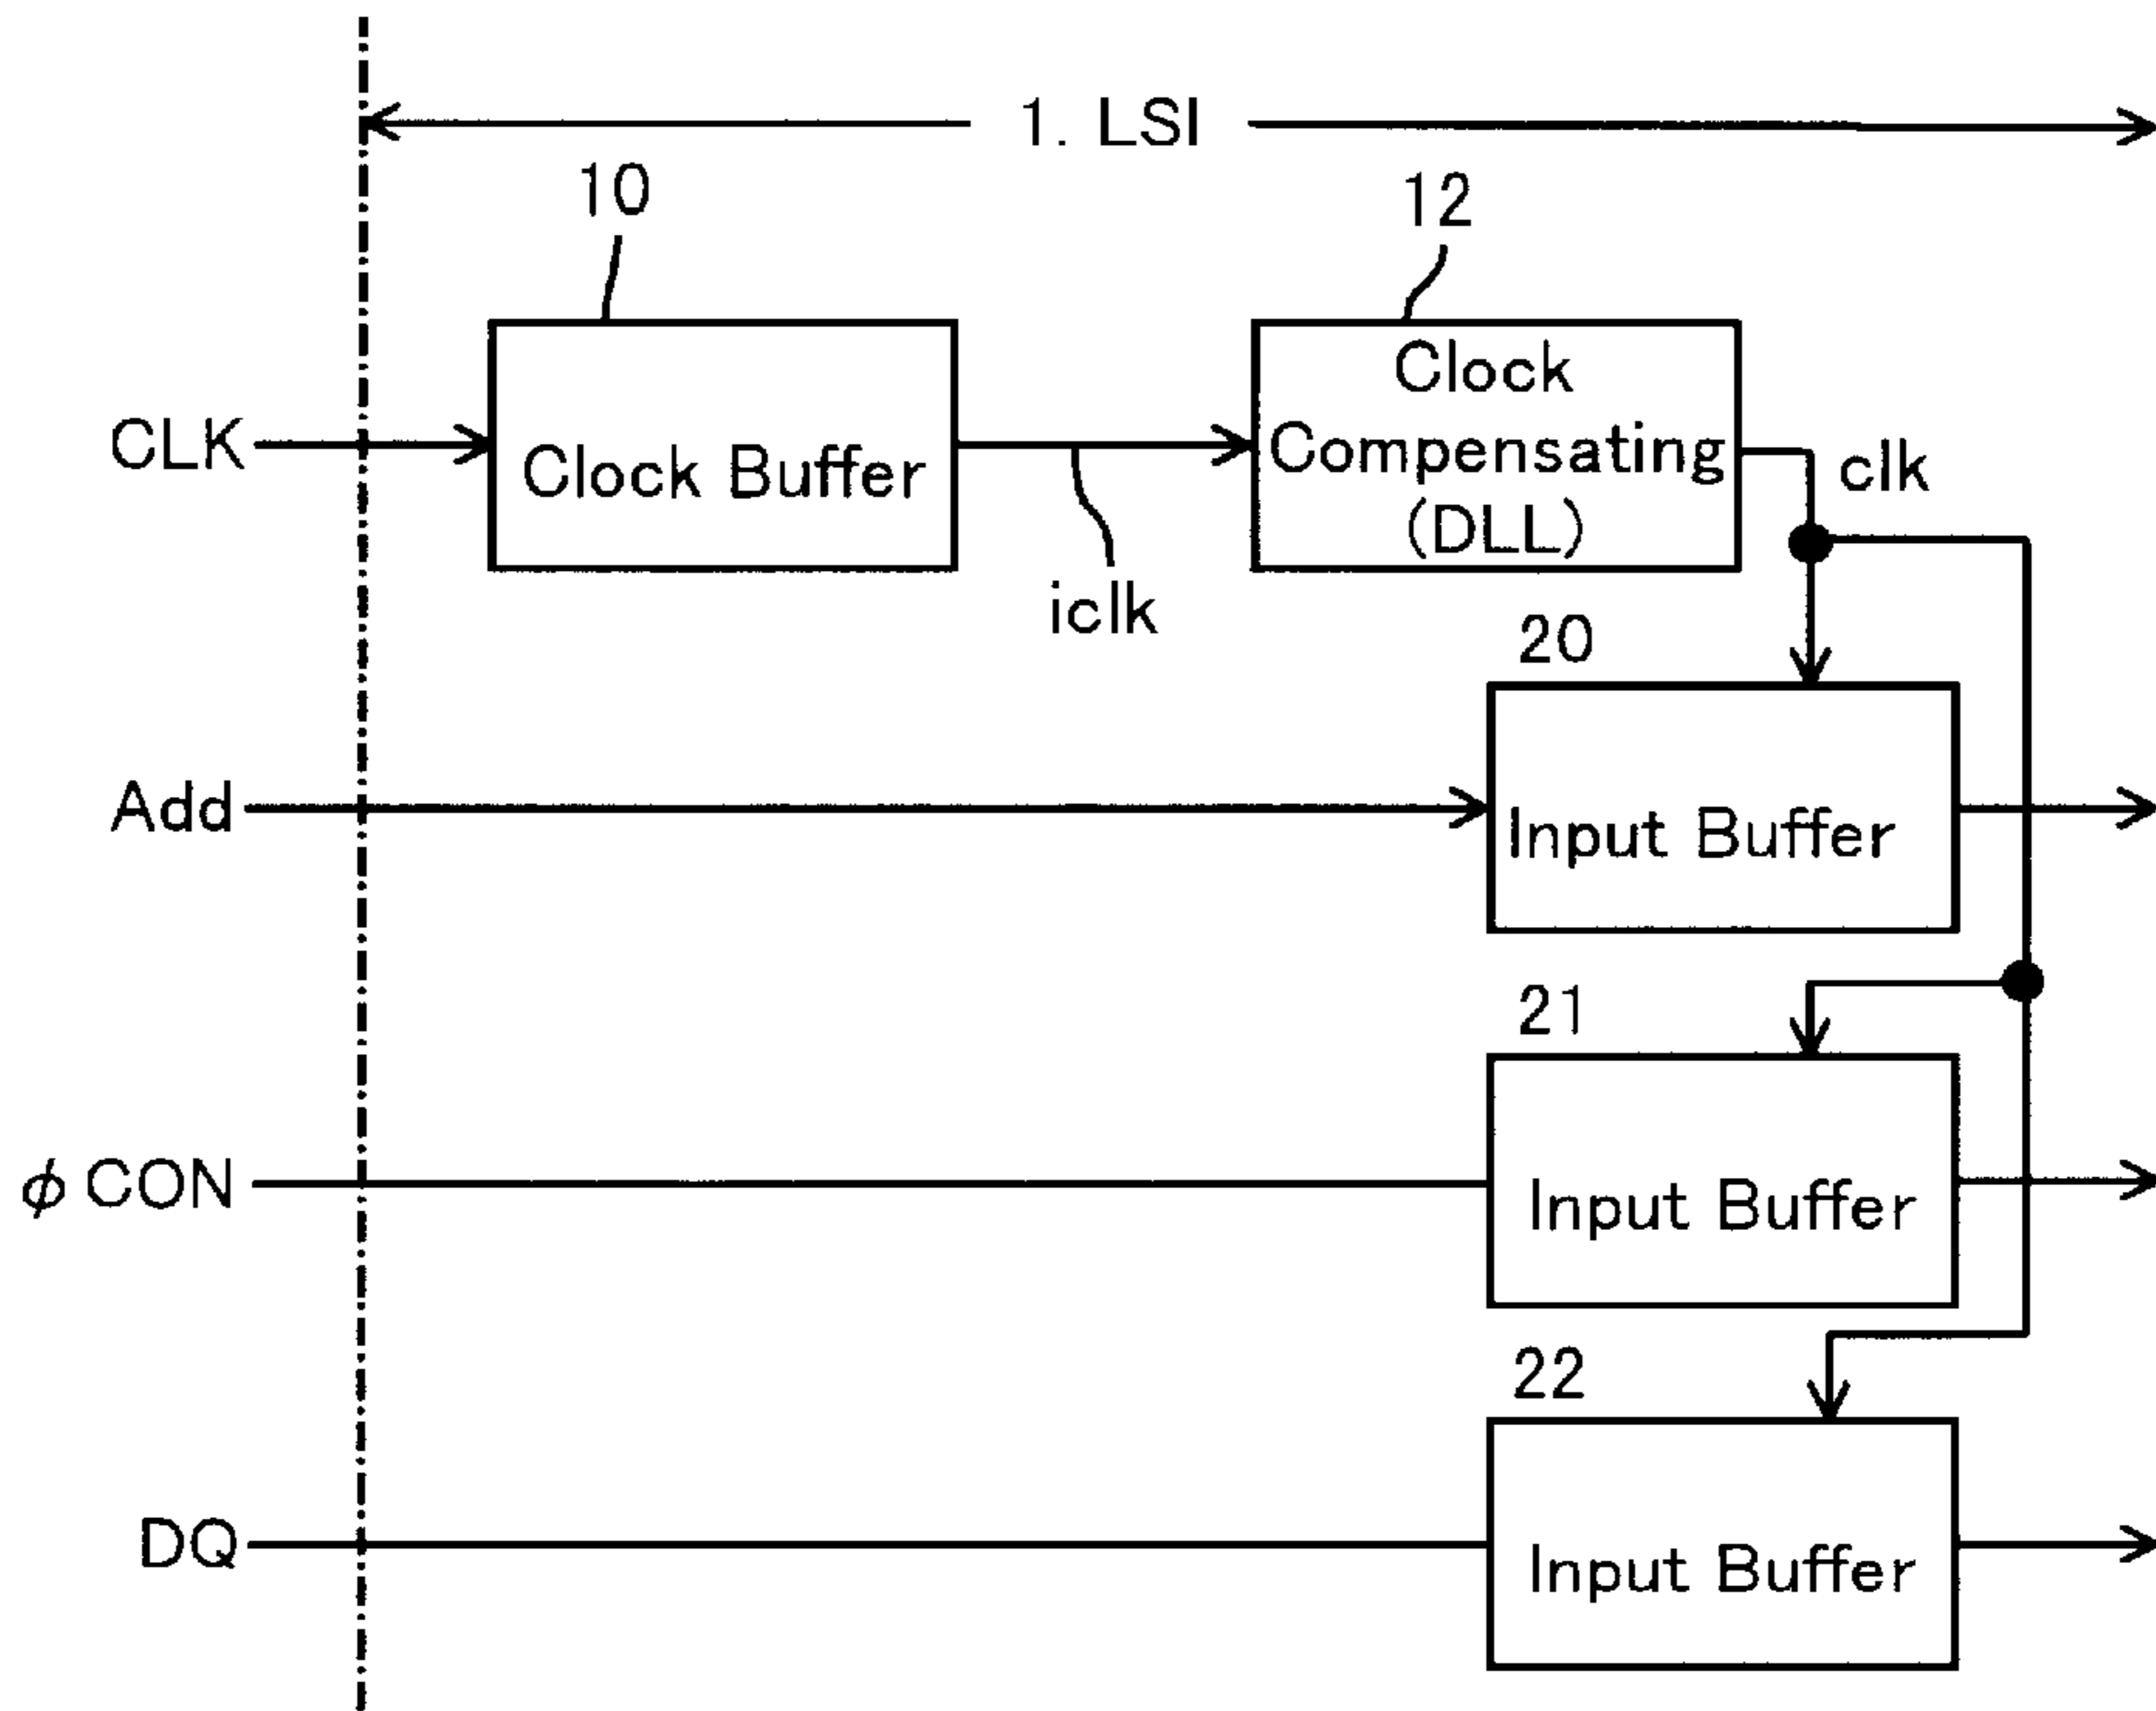 1. LSI
10
12
CLK
Clock Buffer
Clock
Compensating
(DLL)
clk
iclk
20
Add
Input Buffer
21
φ CON
Input Buffer
22
DQ
Input Buffer